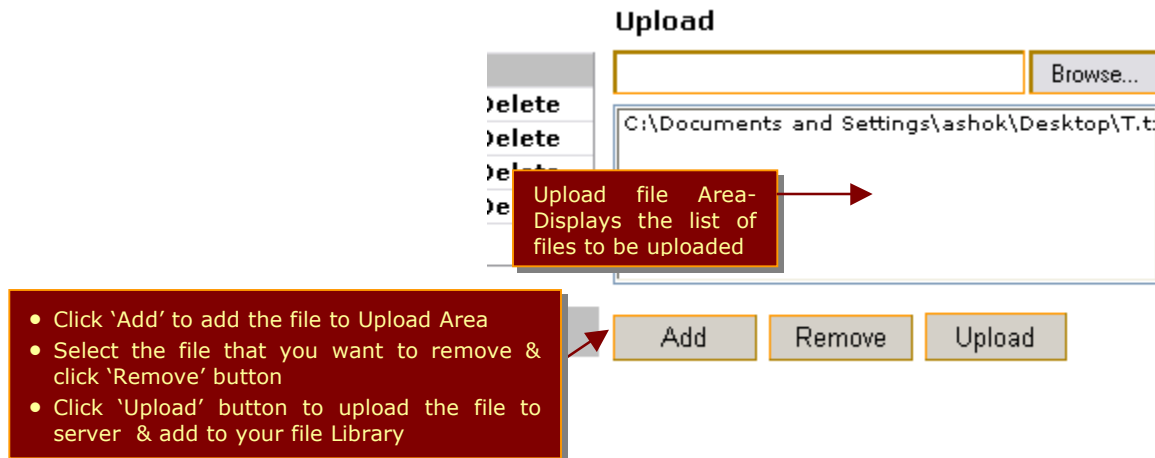 Upload
Browse...
Delete
Delete
C:\Documents and Settings\ashok\Desktop\T.t
Upload file Area-
Displays the list of
files to be uploaded
• Click ‘Add’ to add the file to Upload Area
• Select the file that you want to remove &
click ‘Remove’ button
• Click ‘Upload’ button to upload the file to
server & add to your file Library
Add
Remove
Upload